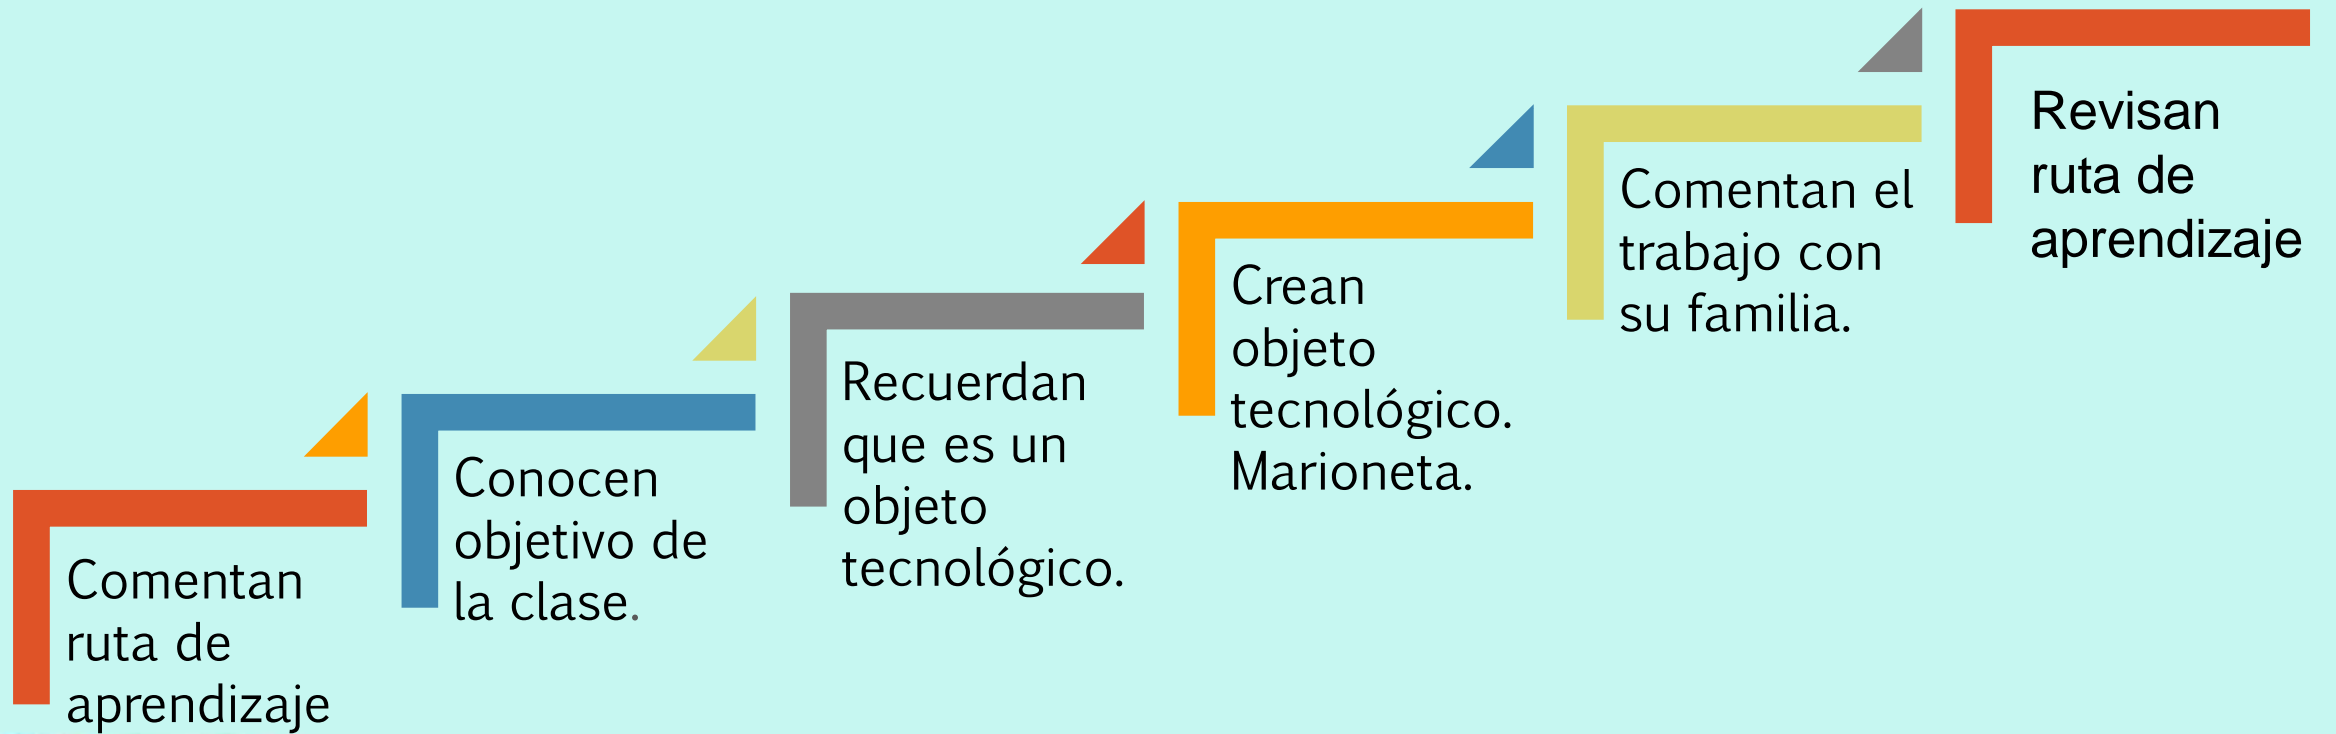 Comentan
ruta de
aprendizaje
Conocen
objetivo de
la clase.
Recuerdan
que es un
objeto
tecnológico.
Crean
objeto
tecnológico.
Marioneta.
Comentan el
trabajo con
su familia.
Revisan
ruta de
aprendizaje